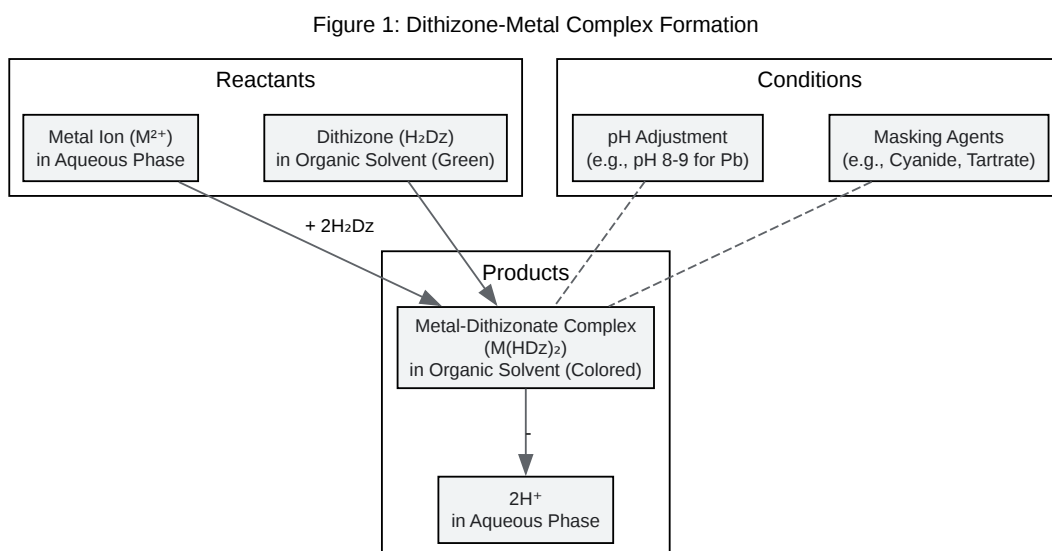 Figure 1: Dithizone-Metal Complex Formation
Reactants
Metal Ion (M²⁺)
in Aqueous Phase
Dithizone (H₂Dz)
in Organic Solvent (Green)
Conditions
pH Adjustment
(e.g., pH 8-9 for Pb)
Masking Agents
(e.g., Cyanide, Tartrate)
+ 2H₂Dz
Products
Metal-Dithizonate Complex
(M(HDz)₂)
in Organic Solvent (Colored)
-
2H⁺
in Aqueous Phase